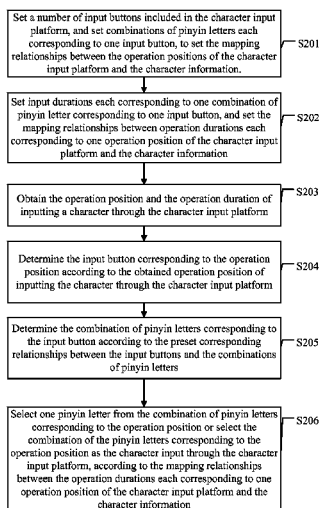 Set a number of input buttons included in the character input
platform, and set combinations of pinyin letters each
corresponding to one input button, to set the mapping
relationships between the operation positions of the character
input platform and the character information.
S201
Set input durations each corresponding to one combination of
pinyin letter corresponding to one input button, and set the
mapping relationships between operation durations each
corresponding to one operation position of the character input
platform and the character information
S202
Obtain the operation position and the operation duration of
inputting a character through the character input platform
S203
Determine the input button corresponding to the operation
position according to the obtained operation position of
inputting the character through the character input platform
S204
Determine the combination of pinyin letters corresponding to
the input button according to the preset corresponding
relationships between the input buttons and the combinations
of pinyin letters
S205
Select one pinyin letter from the combination of pinyin letters
corresponding to the operation position or select the
combination of the pinyin letters corresponding to the
operation position as the character input through the character
input platform, according to the mapping relationships
between the operation durations each corresponding to one
operation position of the character input platform and the
character information
S206